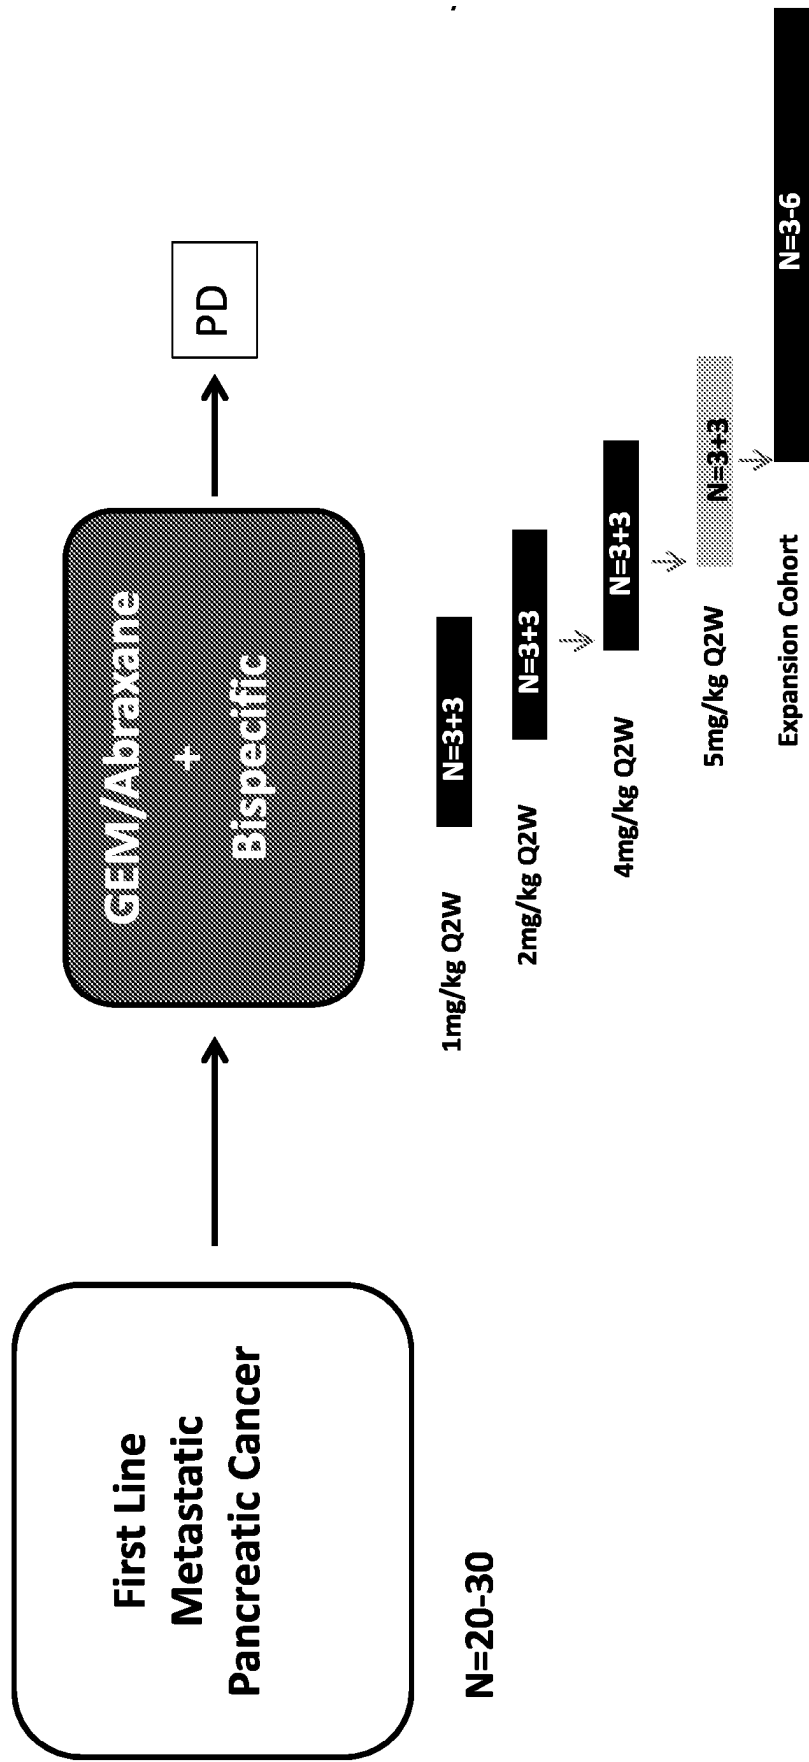 First Line
Metastatic
Pancreatic Cancer
N=20-30
GEM/Abraxane
+
Bispecific
PD
1mg/kg Q2W
N=3+3
2mg/kg Q2W
N=3+3
4mg/kg Q2W
N=3+3
5mg/kg Q2W
N=3+3
Expansion Cohort
N=3-6